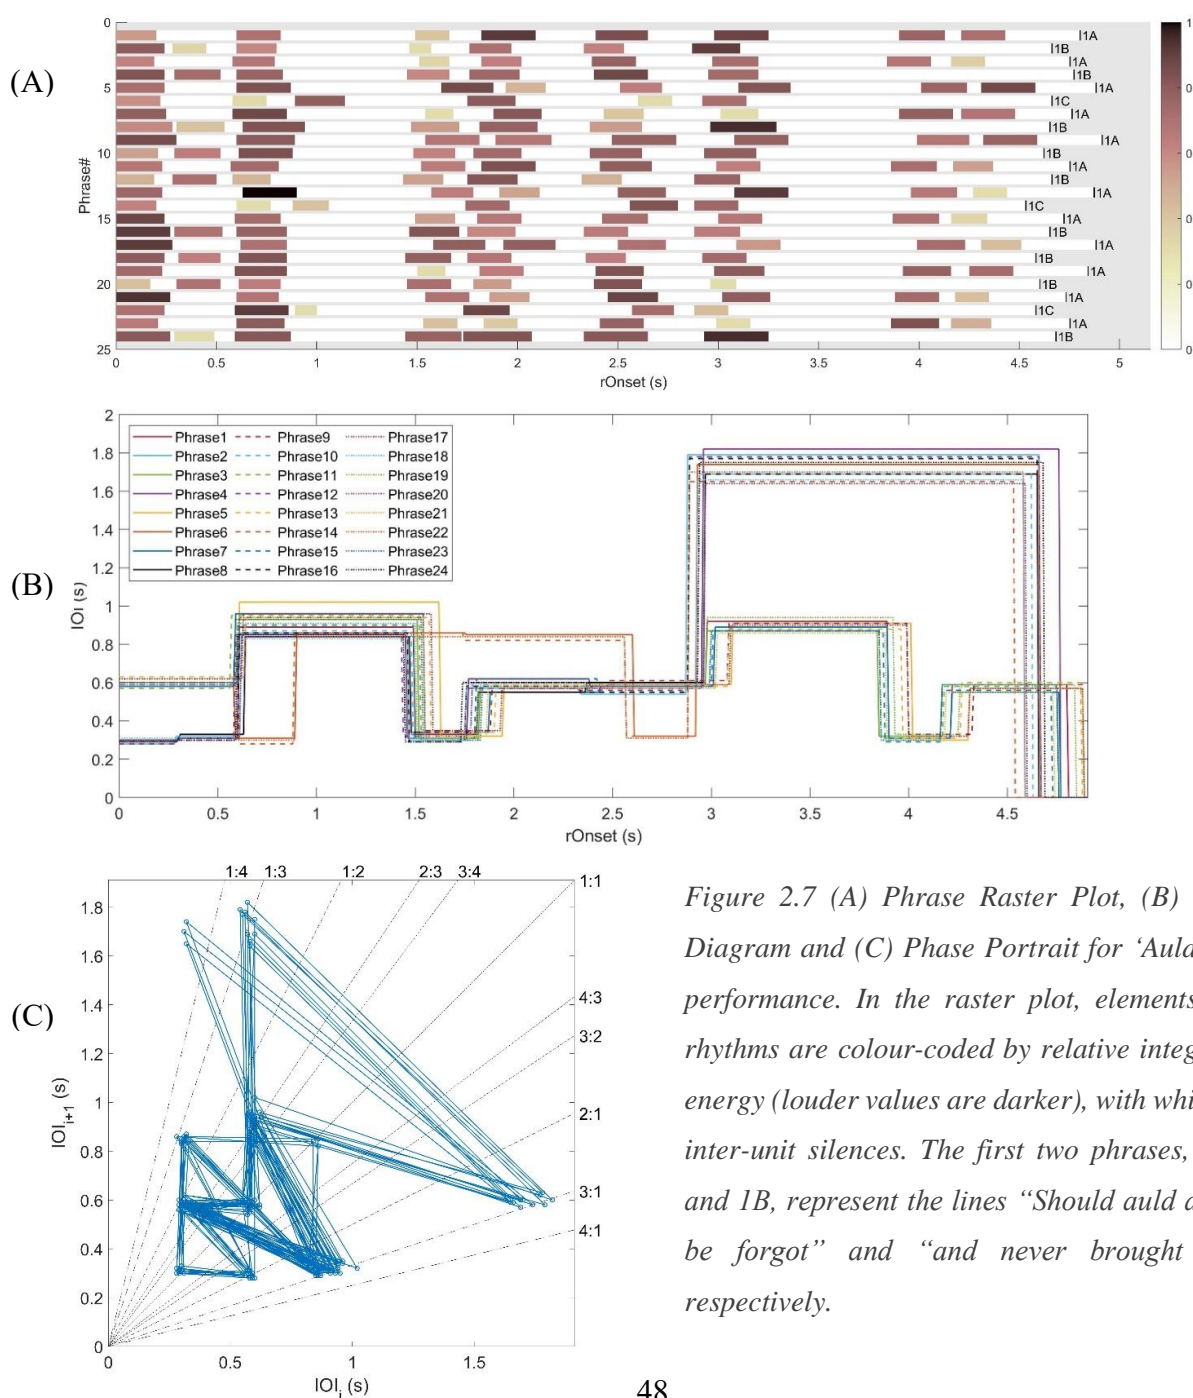 (A)
0
5
10
15
20
25
Phrase#
I1A
I1B
I1A
I1B
I1A
I1C
I1A
I1B
I1A
I1B
I1A
I1B
I1A
I1C
I1A
I1B
I1A
I1B
I1A
I1B
I1A
I1C
I1A
I1B
0 0.5 1 1.5 2 2.5 3 3.5 4 4.5 5
rOnset (s)
1
0
0
0
0
0
(B)
2
1.8
1.6
1.4
1.2
1
0.8
0.6
0.4
0.2
0
IOI (s)
Phrase1 Phrase9 Phrase17
Phrase2 Phrase10 Phrase18
Phrase3 Phrase11 Phrase19
Phrase4 Phrase12 Phrase20
Phrase5 Phrase13 Phrase21
Phrase6 Phrase14 Phrase22
Phrase7 Phrase15 Phrase23
Phrase8 Phrase16 Phrase24
0 0.5 1 1.5 2 2.5 3 3.5 4 4.5
rOnset (s)
(C)
1:4 1:3 1:2 2:3 3:4
1:1
4:3
3:2
2:1
3:1
4:1
1.8
1.6
1.4
1.2
1
0.8
0.6
0.4
0.2
0
IOIi+1 (s)
0 0.5 1 1.5
IOIi (s)
Figure 2.7 (A) Phrase Raster Plot, (B)
Diagram and (C) Phase Portrait for ‘Auld
performance. In the raster plot, elements
rhythms are colour-coded by relative integ
energy (louder values are darker), with whi
inter-unit silences. The first two phrases,
and 1B, represent the lines “Should auld a
be forgot” and “and never brought
respectively.
48